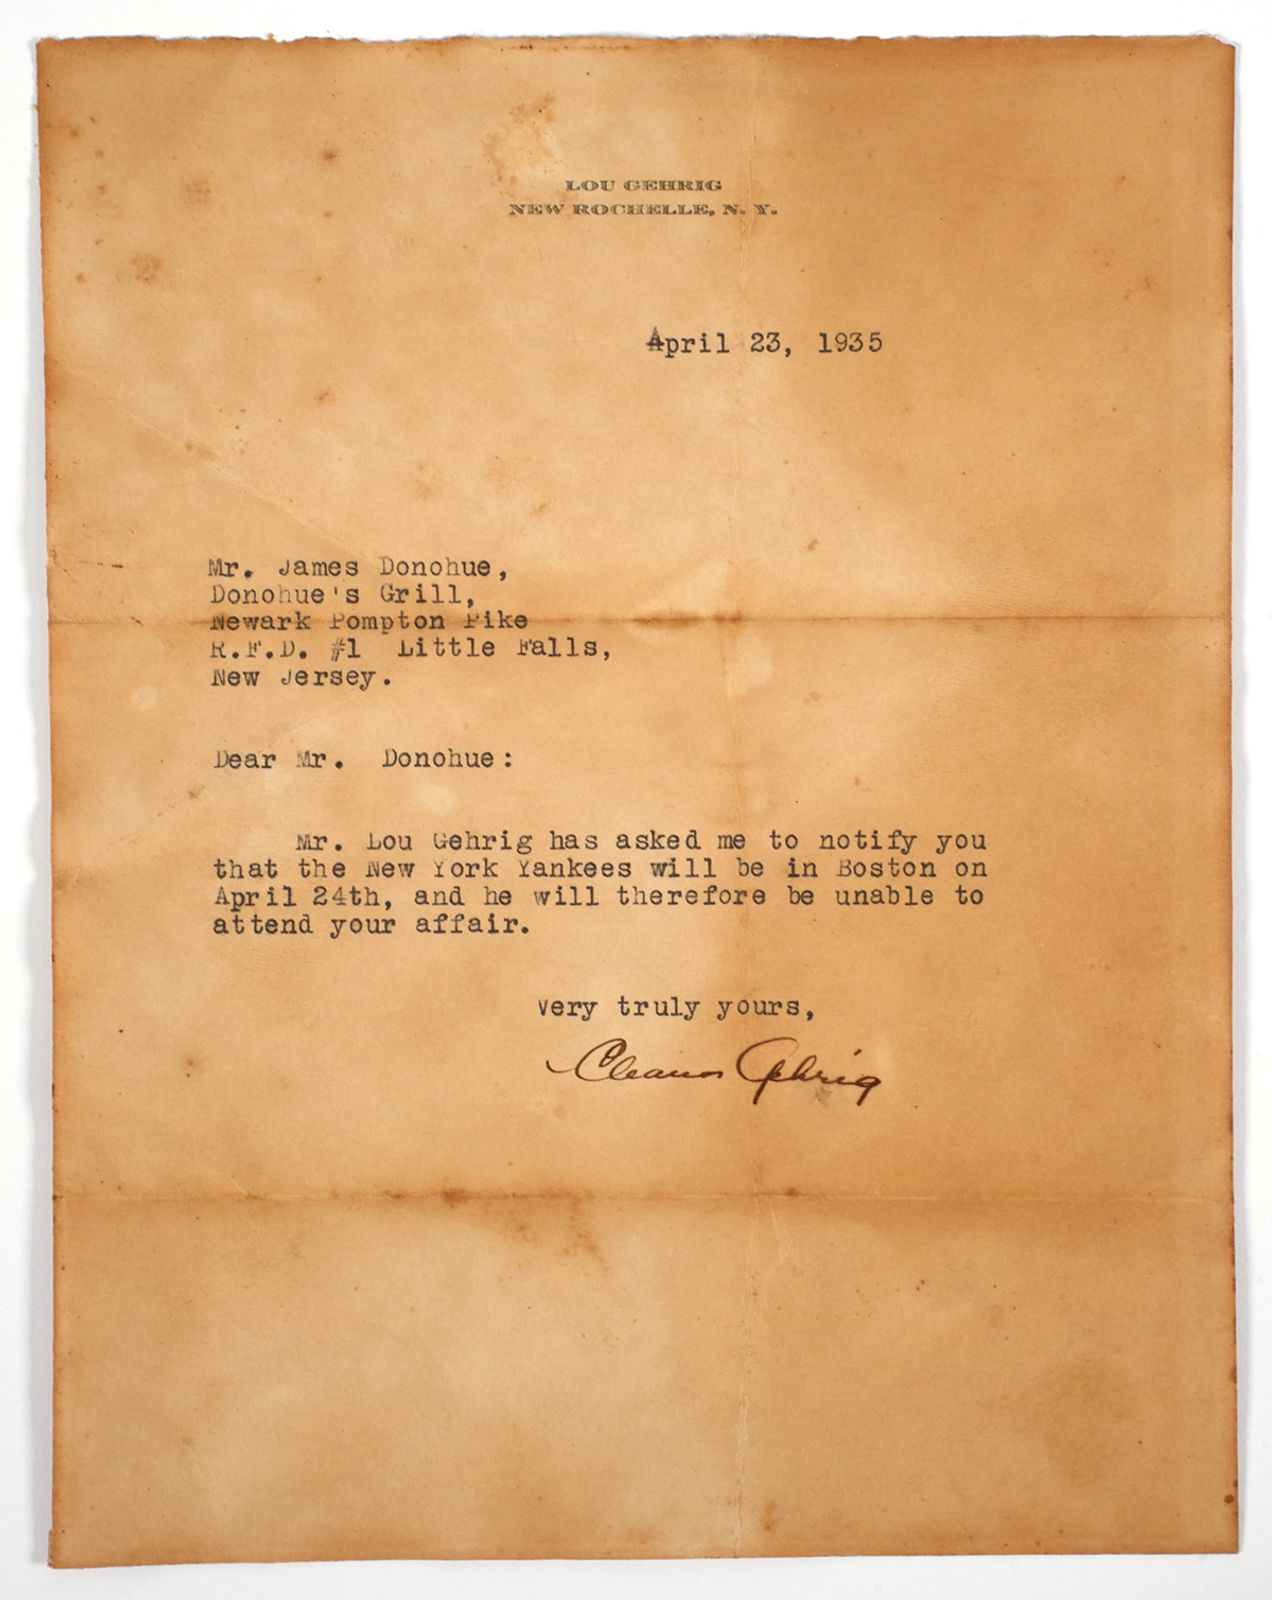 LOU GEHRIG
NEW ROCHELLE, N. Y.
April 23, 1935
Mr. James Donohue,
Donohue's Grill,
Newark Pompton Pike
R.F.D. #1 Little Falls,
New Jersey.
Dear Mr. Donohue:
Mr. Lou Gehrig has asked me to notify you
that the New York Yankees will be in Boston on
April 24th, and he will therefore be unable to
attend your affair.
Very truly yours,
Eleanor Gehrig